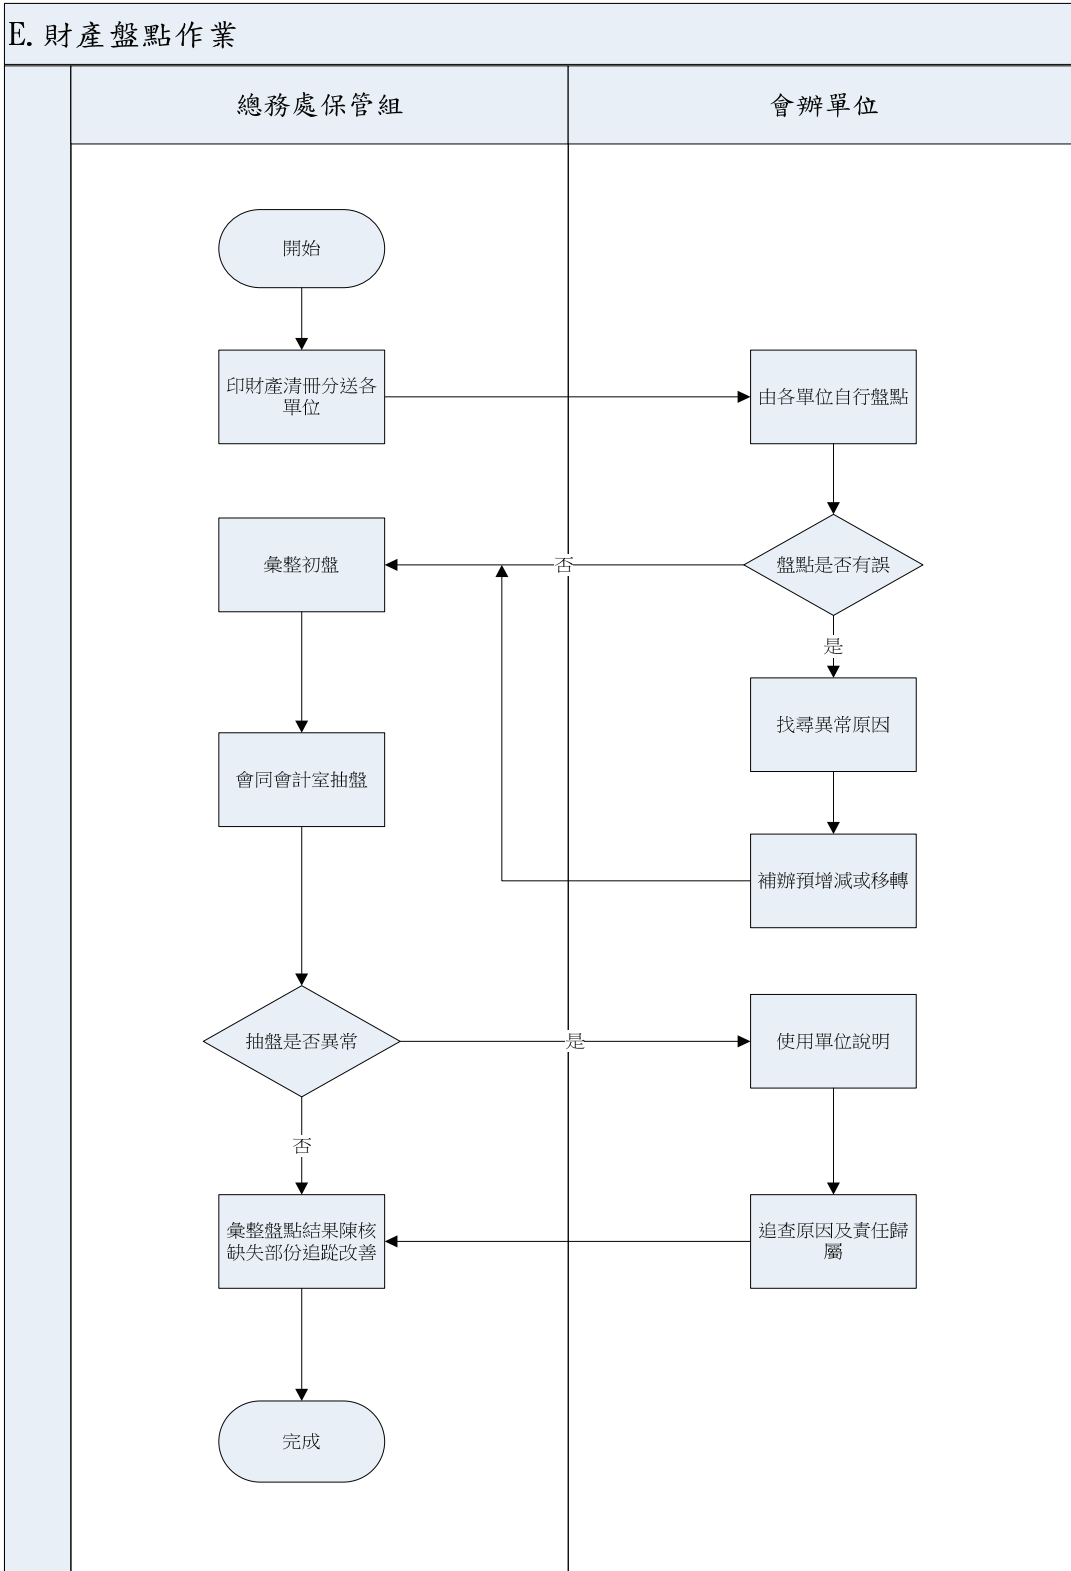 E. 財產盤點作業
總務處保管組
會辦單位
開始
印財產清冊分送各
單位
由各單位自行盤點
彙整初盤
否
盤點是否有誤
是
找尋異常原因
會同會計室抽盤
補辦預增減或移轉
抽盤是否異常
是
使用單位說明
否
彙整盤點結果陳核
缺失部份追蹤改善
追查原因及責任歸
屬
完成